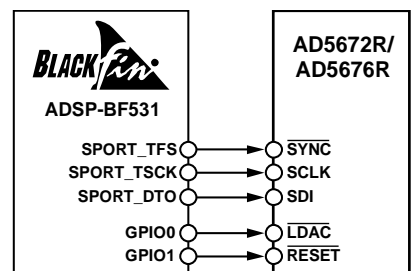 BLACKfin
ADSP-BF531
AD5672R/
AD5676R
SPORT_TFS
SPORT_TSCK
SPORT_DTO
GPIO0
GPIO1
SYNC
SCLK
SDI
LDAC
RESET